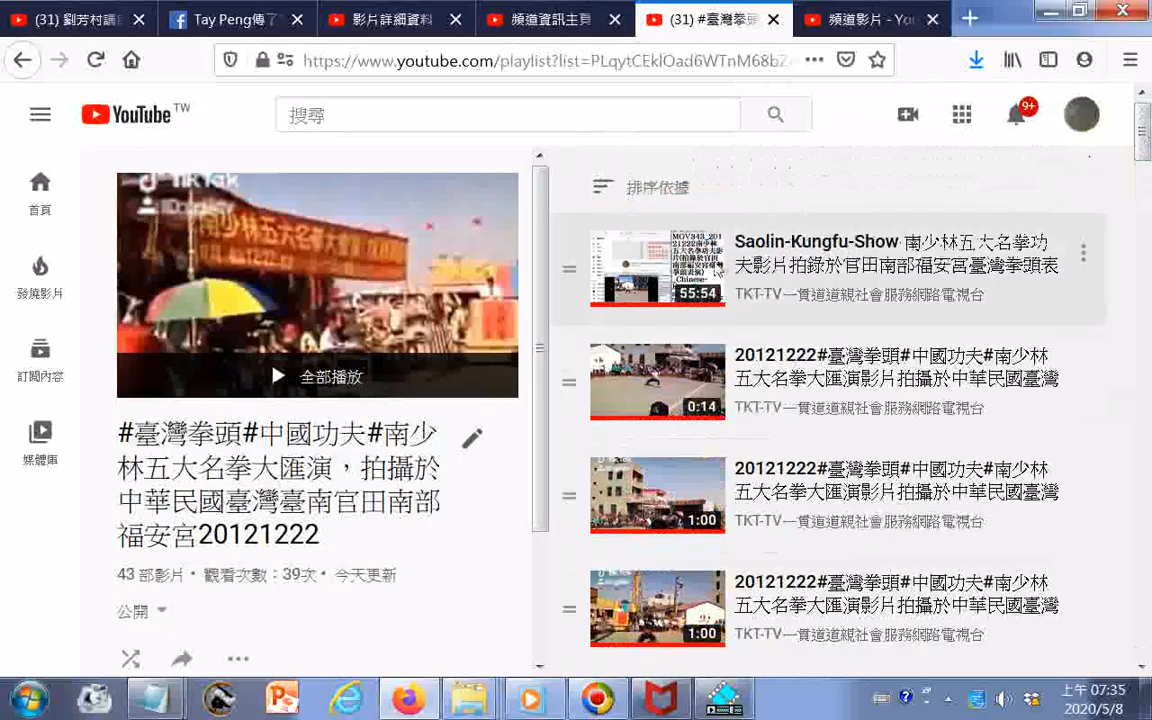 (31) 劉芳村講師
Tay Peng傳了
影片詳細資料
頻道資訊主頁
(31) #臺灣拳頭
頻道影片 - You
https://www.youtube.com/playlist?list=PLqytCEklOad6WTnM68bZ
YouTube TW
搜尋
9+
首頁
發燒影片
訂閱內容
媒體庫
TikTok
南少林五大名拳大會
全部播放
#臺灣拳頭#中國功夫#南少
林五大名拳大匯演，拍攝於
中華民國臺灣臺南官田南部
福安宮20121222
43 部影片・觀看次數：39次・今天更新
公開
排序依據
MOV843_201
21222南少林
55:54
Saolin-Kungfu-Show 南少林五大名拳功
夫影片拍錄於官田南部福安宮臺灣拳頭表
TKT-TV一貫道道親社會服務網路電視台
0:14
20121222#臺灣拳頭#中國功夫#南少林
五大名拳大匯演影片拍攝於中華民國臺灣
TKT-TV一貫道道親社會服務網路電視台
1:00
20121222#臺灣拳頭#中國功夫#南少林
五大名拳大匯演影片拍攝於中華民國臺灣
TKT-TV一貫道道親社會服務網路電視台
1:00
20121222#臺灣拳頭#中國功夫#南少林
五大名拳大匯演影片拍攝於中華民國臺灣
TKT-TV一貫道道親社會服務網路電視台
上午 07:35
2020/5/8